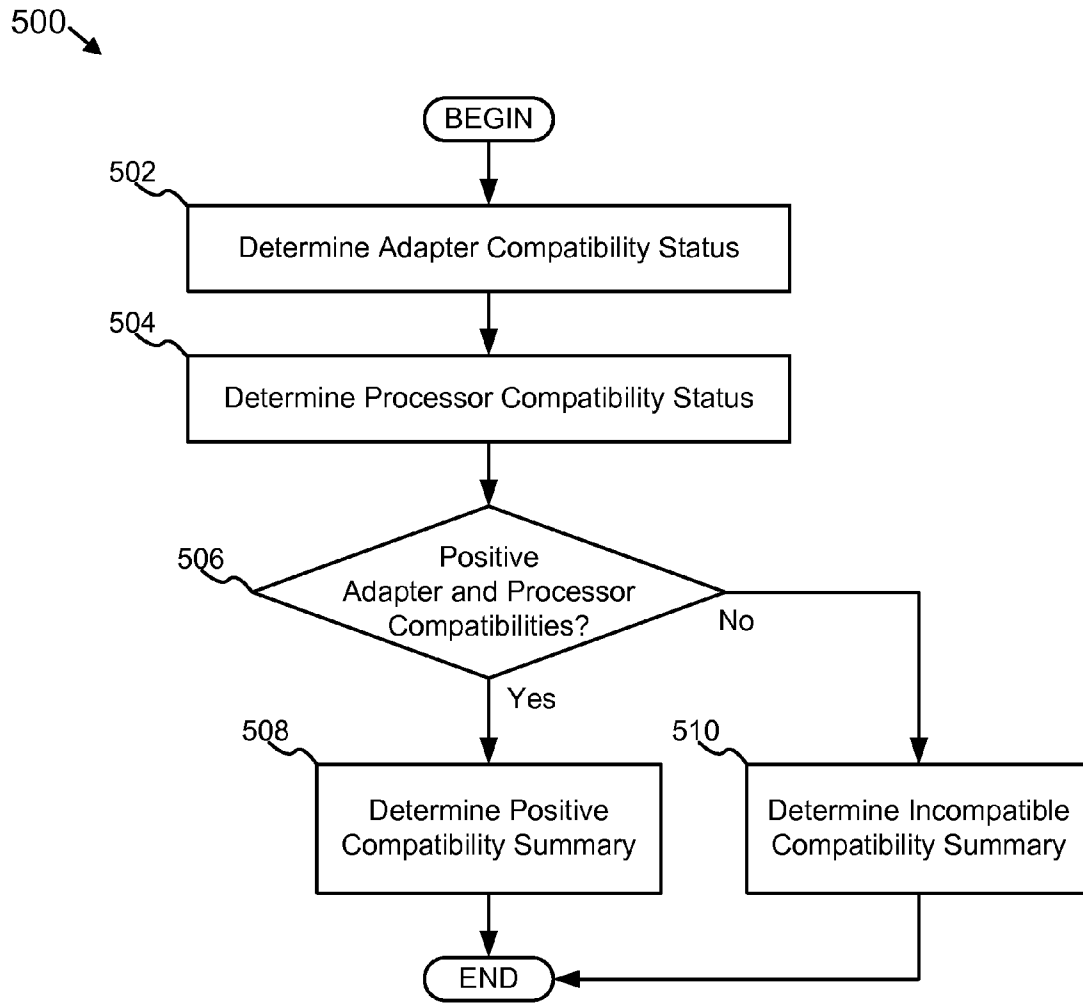 500
BEGIN
502
Determine Adapter Compatibility Status
504
Determine Processor Compatibility Status
506
Positive
Adapter and Processor
Compatibilities?
No
Yes
508
Determine Positive
Compatibility Summary
510
Determine Incompatible
Compatibility Summary
END